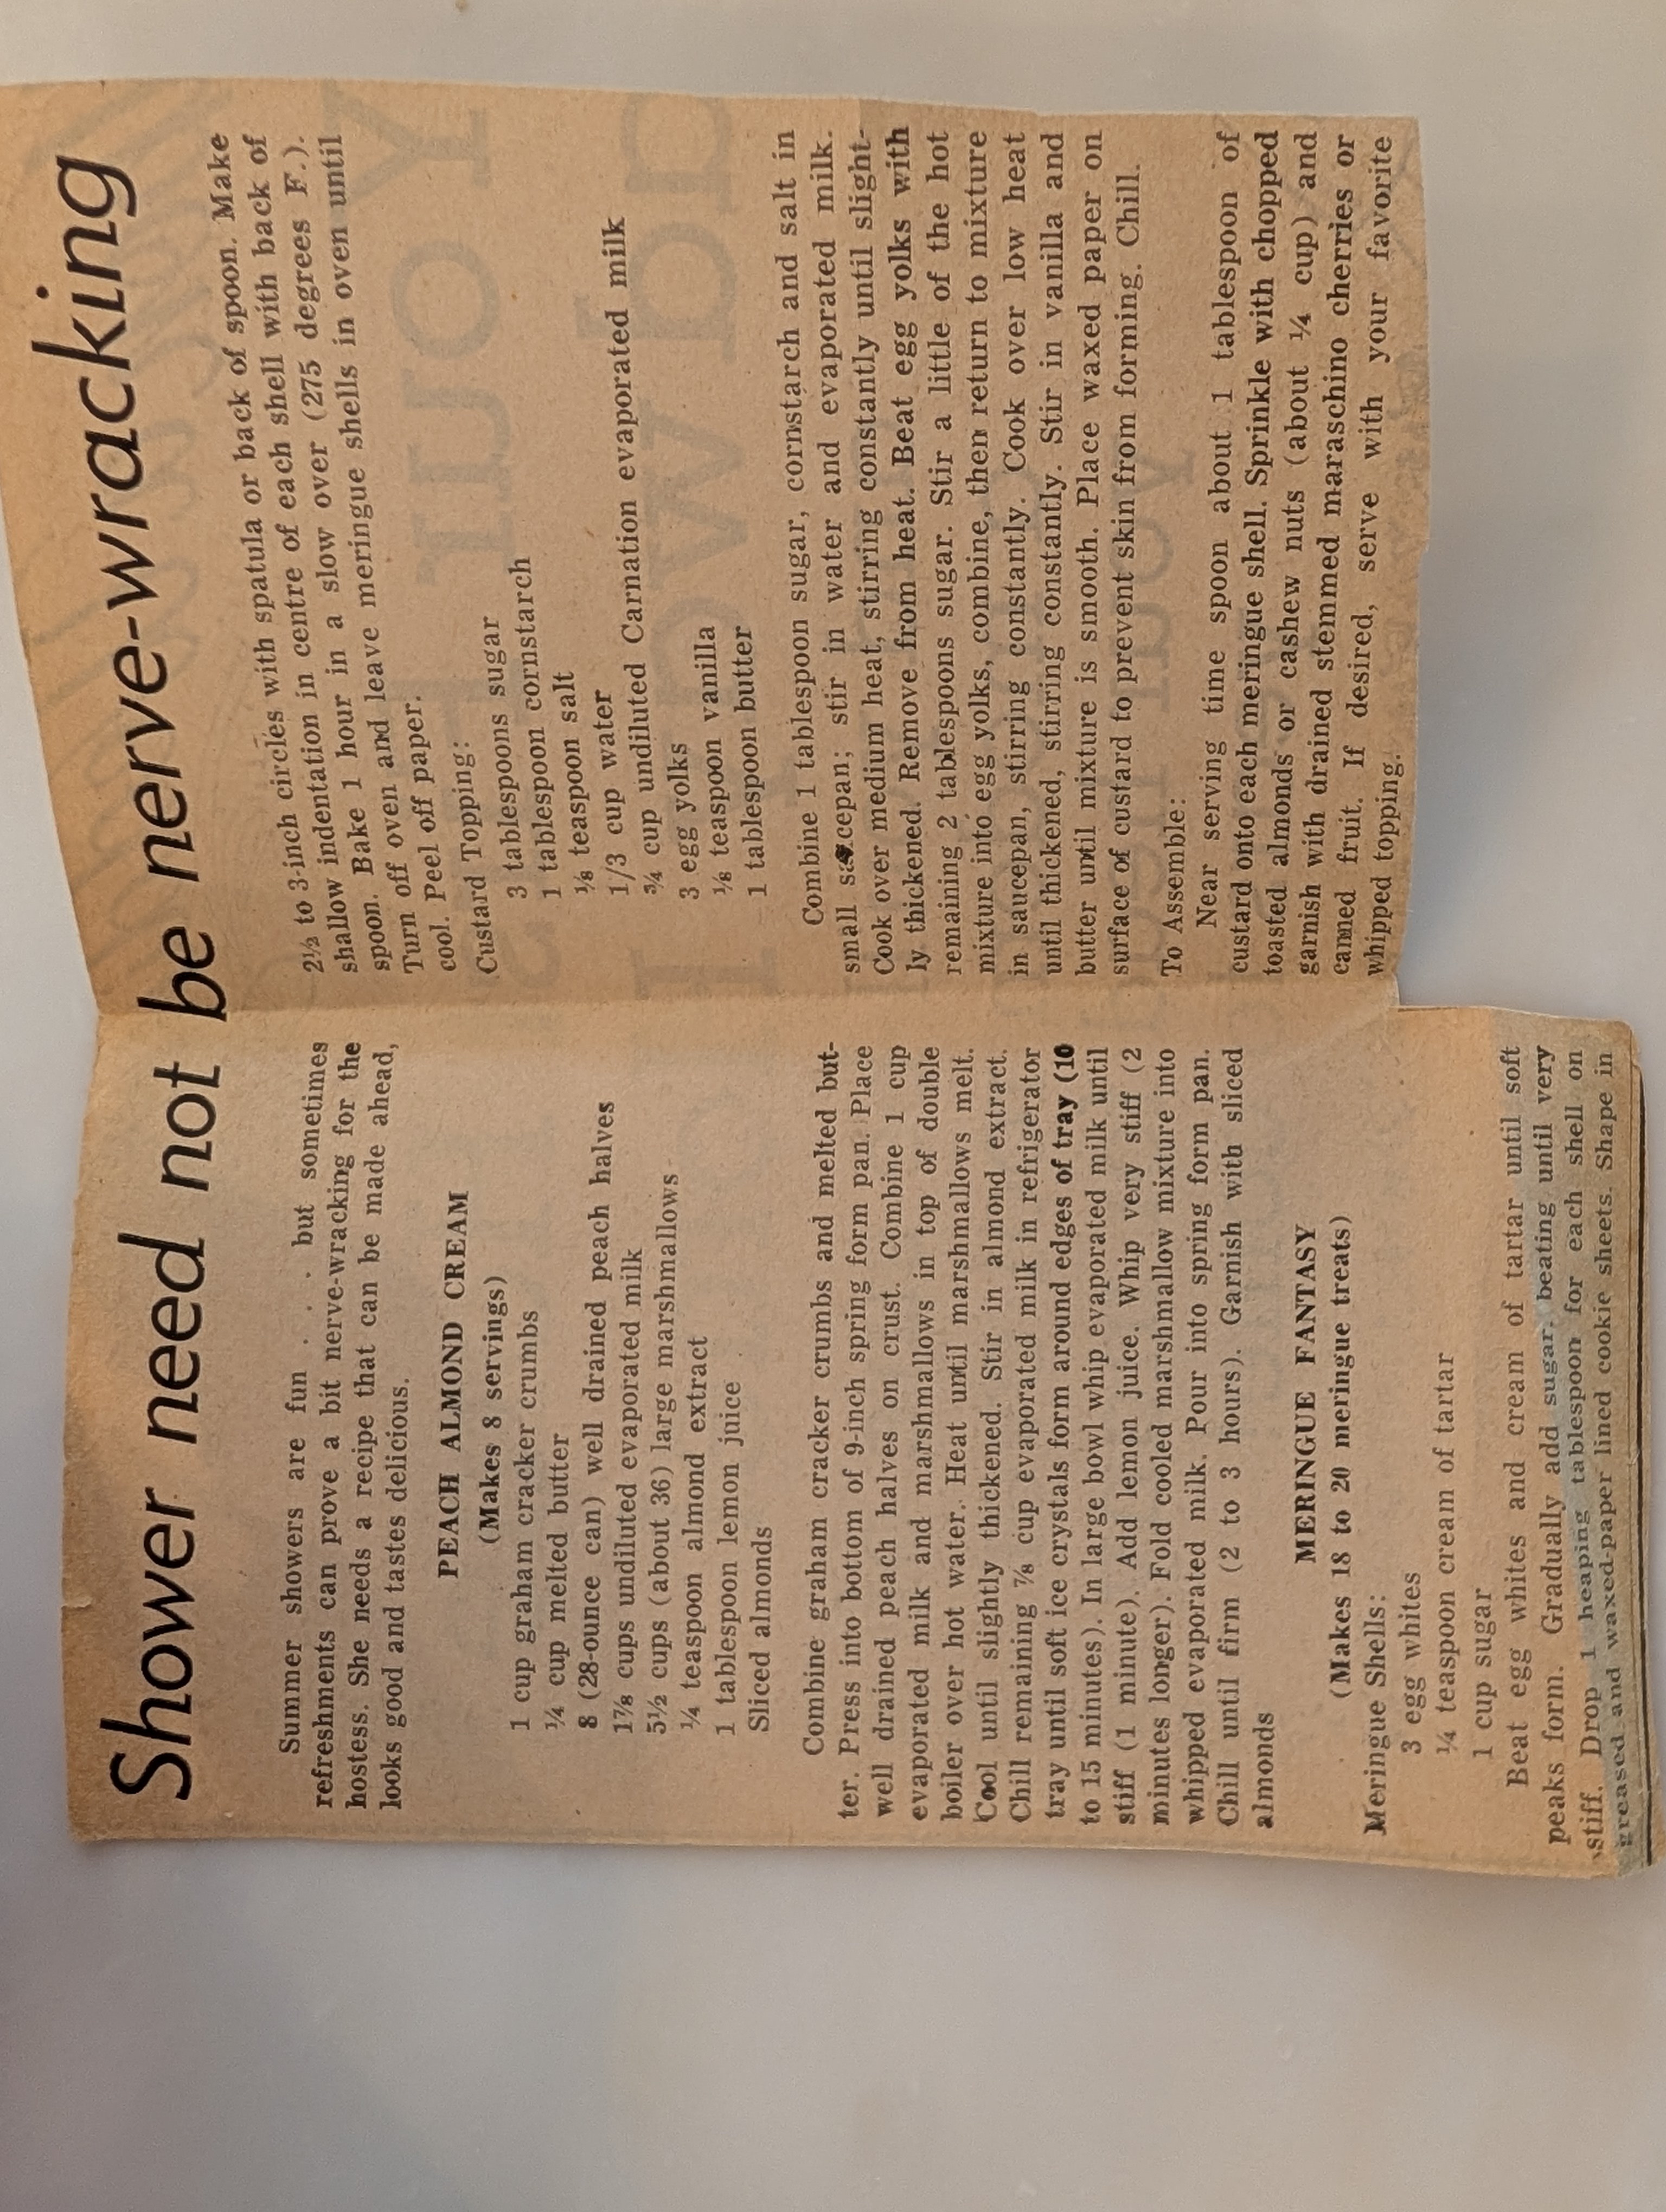 Shower need not be nerve-wracking
Summer showers are fun . . . but sometimes
refreshments can prove a bit nerve-wracking for the
hostess. She needs a recipe that can be made ahead,
looks good and tastes delicious.
PEACH ALMOND CREAM
(Makes 8 servings)
1 cup graham cracker crumbs
¼ cup melted butter
8 (28-ounce can) well drained peach halves
1⅞ cups undiluted evaporated milk
5½ cups (about 36) large marshmallows
¼ teaspoon almond extract
1 tablespoon lemon juice
Sliced almonds
Combine graham cracker crumbs and melted but-
ter. Press into bottom of 9-inch spring form pan. Place
well drained peach halves on crust. Combine 1 cup
evaporated milk and marshmallows in top of double
boiler over hot water. Heat until marshmallows melt.
Cool until slightly thickened. Stir in almond extract.
Chill remaining ⅞ cup evaporated milk in refrigerator
tray until soft ice crystals form around edges of tray (10
to 15 minutes). In large bowl whip evaporated milk until
stiff (1 minute). Add lemon juice. Whip very stiff (2
minutes longer). Fold cooled marshmallow mixture into
whipped evaporated milk. Pour into spring form pan.
Chill until firm (2 to 3 hours). Garnish with sliced
almonds
MERINGUE FANTASY
(Makes 18 to 20 meringue treats)
Meringue Shells:
3 egg whites
¼ teaspoon cream of tartar
1 cup sugar
Beat egg whites and cream of tartar until soft
peaks form. Gradually add sugar, beating until very
stiff. Drop 1 heaping tablespoon for each shell on
greased and waxed-paper lined cookie sheets. Shape in
2½ to 3-inch circles with spatula or back of spoon. Make
shallow indentation in centre of each shell with back of
spoon. Bake 1 hour in a slow over (275 degrees F.).
Turn off oven and leave meringue shells in oven until
cool. Peel off paper.
Custard Topping:
3 tablespoons sugar
1 tablespoon cornstarch
⅛ teaspoon salt
1/3 cup water
¾ cup undiluted Carnation evaporated milk
3 egg yolks
⅛ teaspoon vanilla
1 tablespoon butter
Combine 1 tablespoon sugar, cornstarch and salt in
small saucepan; stir in water and evaporated milk.
Cook over medium heat, stirring constantly until slight-
ly thickened. Remove from heat. Beat egg yolks with
remaining 2 tablespoons sugar. Stir a little of the hot
mixture into egg yolks, combine, then return to mixture
in saucepan, stirring constantly. Cook over low heat
until thickened, stirring constantly. Stir in vanilla and
butter until mixture is smooth. Place waxed paper on
surface of custard to prevent skin from forming. Chill.
To Assemble:
Near serving time spoon about 1 tablespoon of
custard onto each meringue shell. Sprinkle with chopped
toasted almonds or cashew nuts (about ¼ cup) and
garnish with drained stemmed maraschino cherries or
canned fruit. If desired, serve with your favorite
whipped topping.